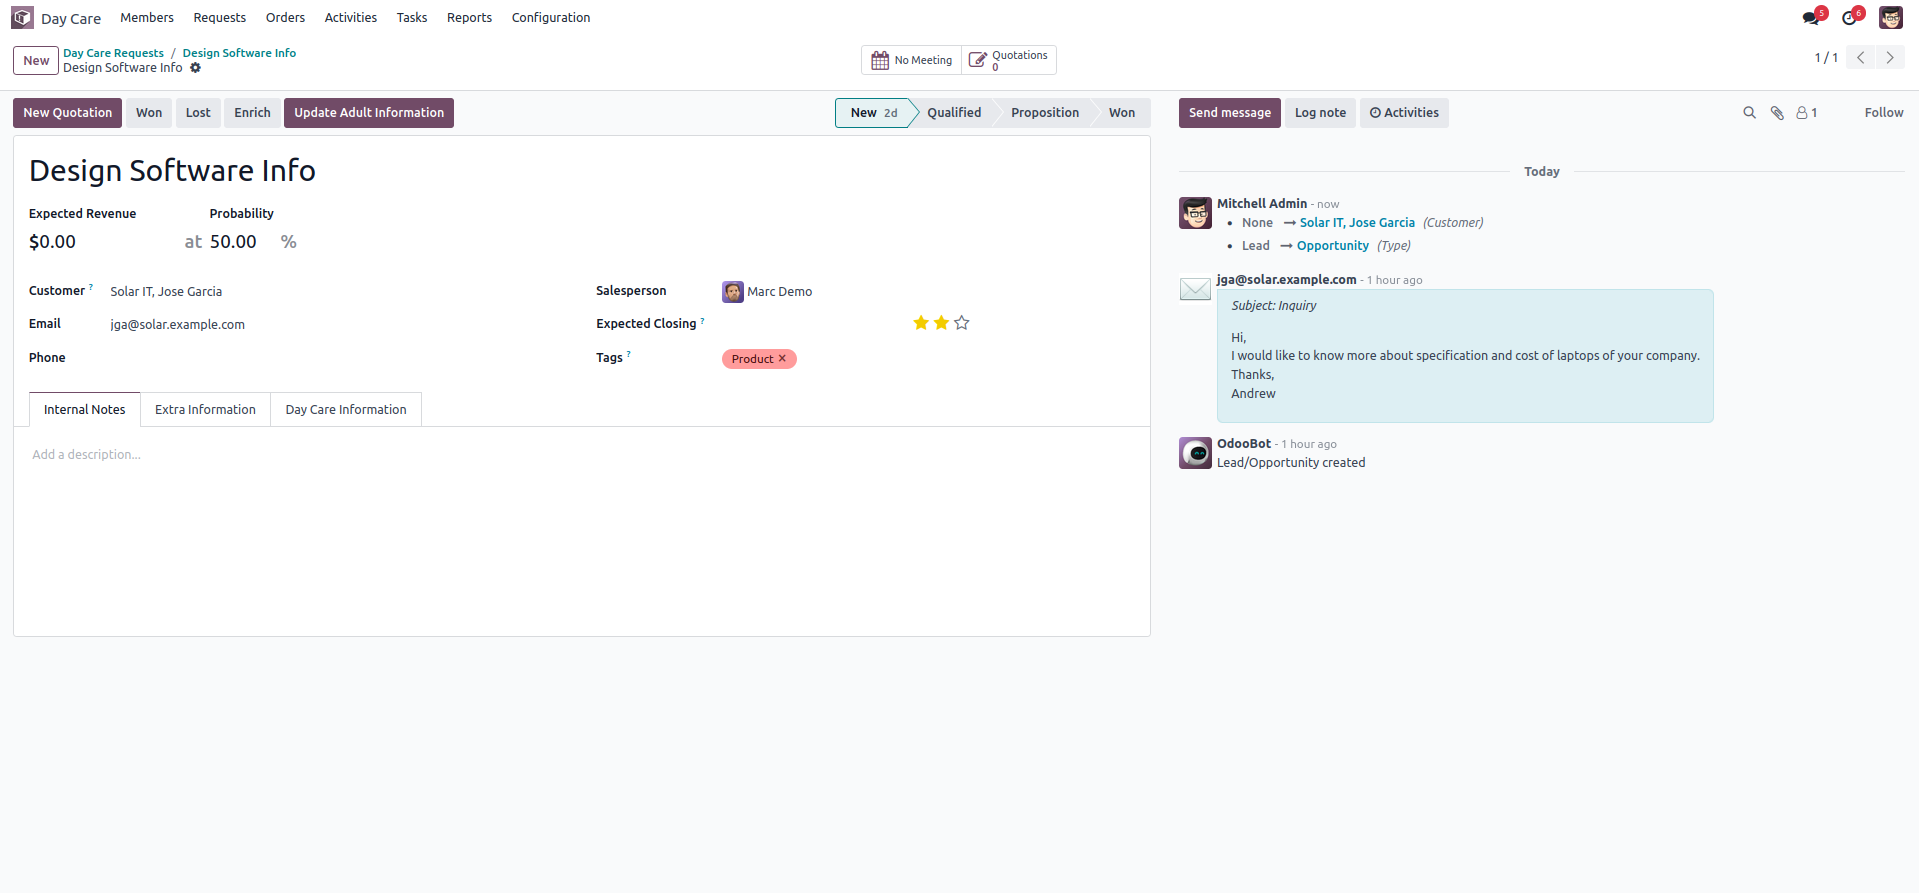 Day Care Members Requests Orders Activities Tasks Reports Configuration 5 6
New Day Care Requests / Design Software Info
Design Software Info
No Meeting Quotations 0
1 / 1
New Quotation Won Lost Enrich Update Adult Information
New 2d Qualified Proposition Won
Send message Log note Activities 1 Follow
Design Software Info
Expected Revenue Probability
$0.00 at 50.00 %
Customer ? Solar IT, Jose Garcia
Email jga@solar.example.com
Phone
Salesperson Marc Demo
Expected Closing ?
Tags ? Product ×
Internal Notes Extra Information Day Care Information
Add a description...
Today
Mitchell Admin - now
• None → Solar IT, Jose Garcia (Customer)
• Lead → Opportunity (Type)
jga@solar.example.com - 1 hour ago
Subject: Inquiry
Hi,
I would like to know more about specification and cost of laptops of your company.
Thanks,
Andrew
OdooBot - 1 hour ago
Lead/Opportunity created